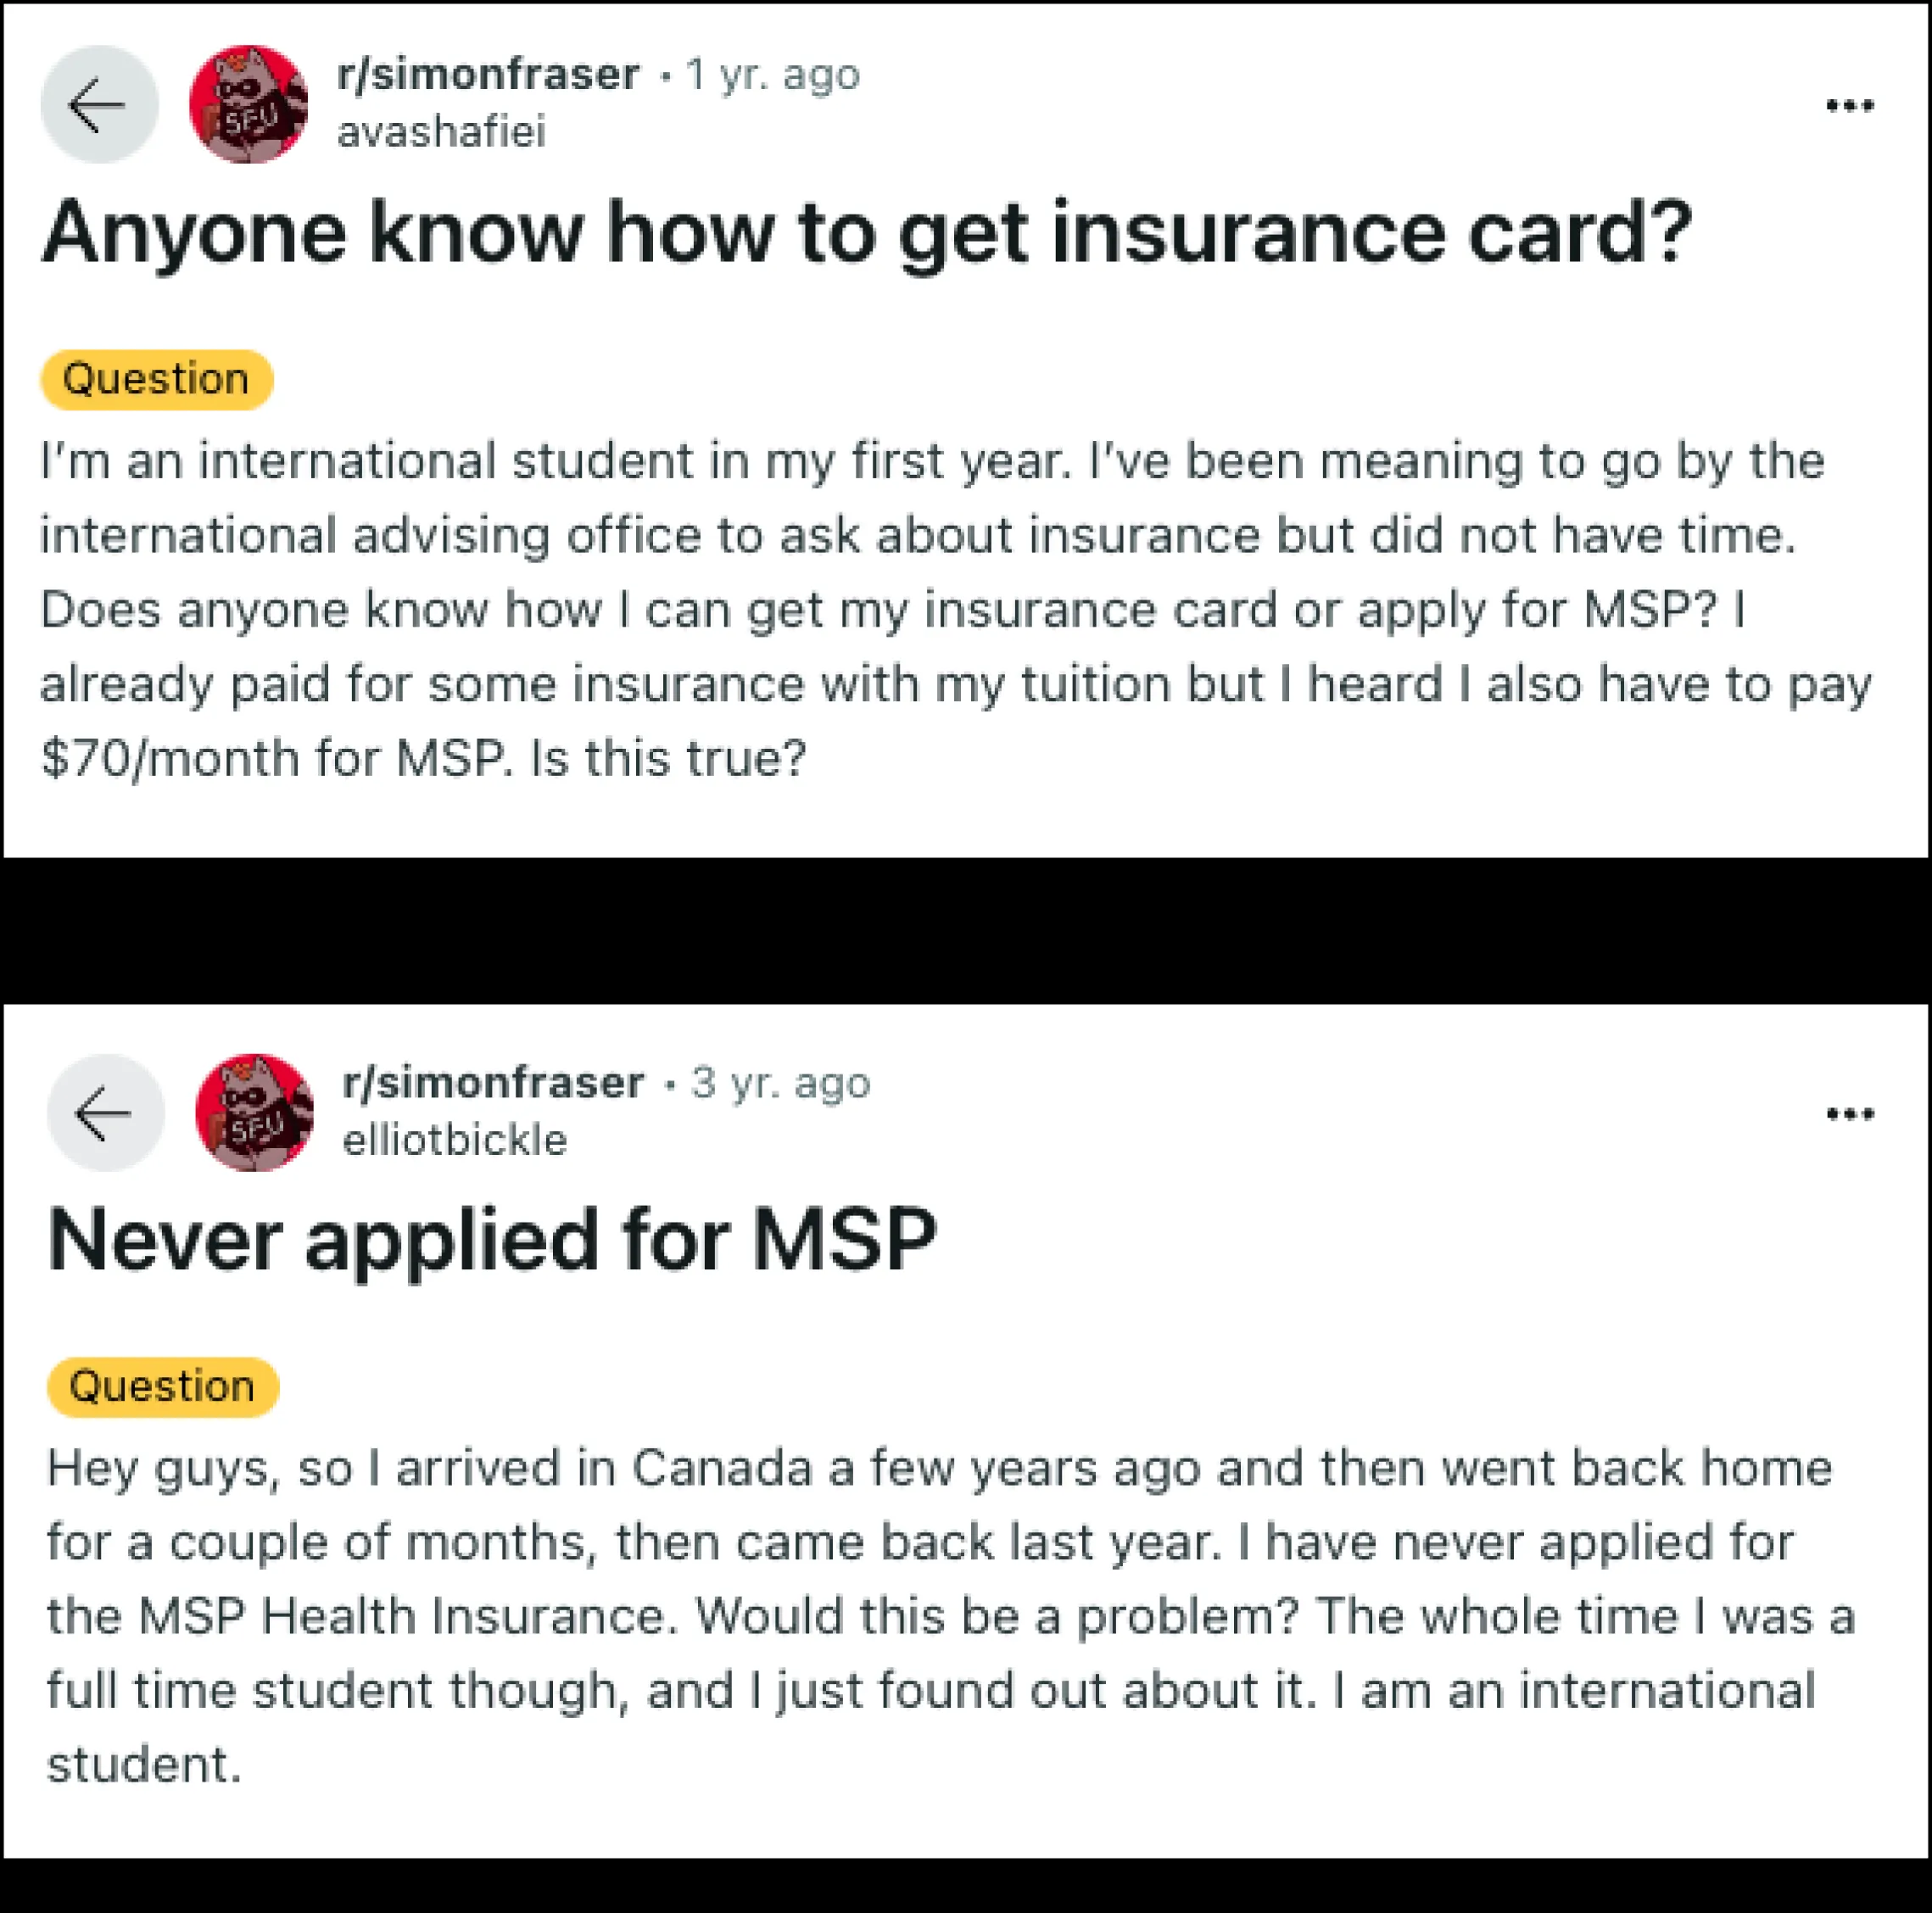 r/simonfraser • 1 yr. ago
avashafiei
SFU
Anyone know how to get insurance card?
Question
I’m an international student in my first year. I’ve been meaning to go by the
international advising office to ask about insurance but did not have time.
Does anyone know how I can get my insurance card or apply for MSP? I
already paid for some insurance with my tuition but I heard I also have to pay
$70/month for MSP. Is this true?
r/simonfraser • 3 yr. ago
elliotbickle
SFU
Never applied for MSP
Question
Hey guys, so I arrived in Canada a few years ago and then went back home
for a couple of months, then came back last year. I have never applied for
the MSP Health Insurance. Would this be a problem? The whole time I was a
full time student though, and I just found out about it. I am an international
student.